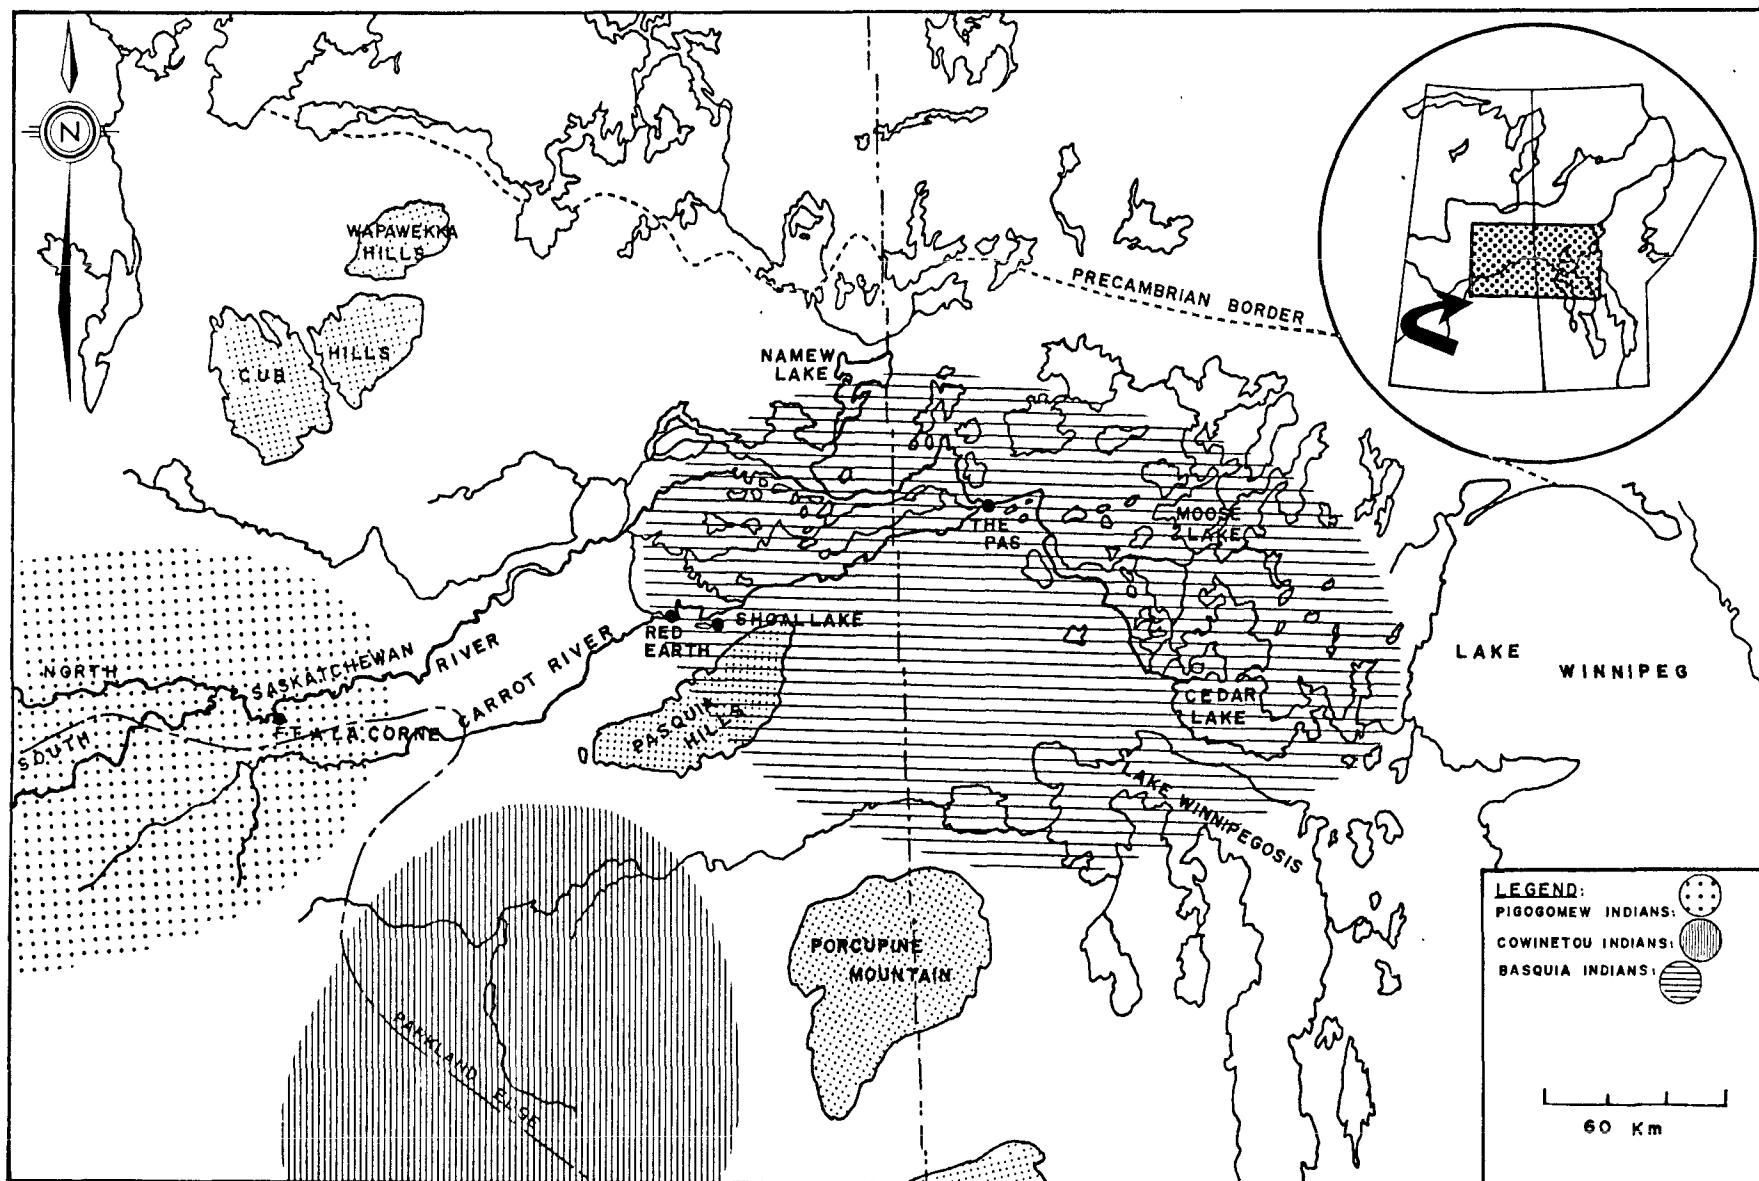 N
WAPAWEKKA
HILLS
CUB
HILLS
PRECAMBRIAN BORDER
NAMEW
LAKE
THE
PAS
MOOSE
LAKE
RED
EARTH
SHOAL LAKE
NORTH
SASKATCHEWAN
RIVER
SOUTH
FT. A LA CORNE
CARROT RIVER
PASQUIA
HILLS
CEDAR
LAKE
LAKE WINNIPEG
LAKE WINNIPEGOSIS
PORCUPINE
MOUNTAIN
PARKLAND EDGE
LEGEND:
PIGOGOMEW INDIANS:
COWINETOU INDIANS:
BASQUIA INDIANS:
60 Km